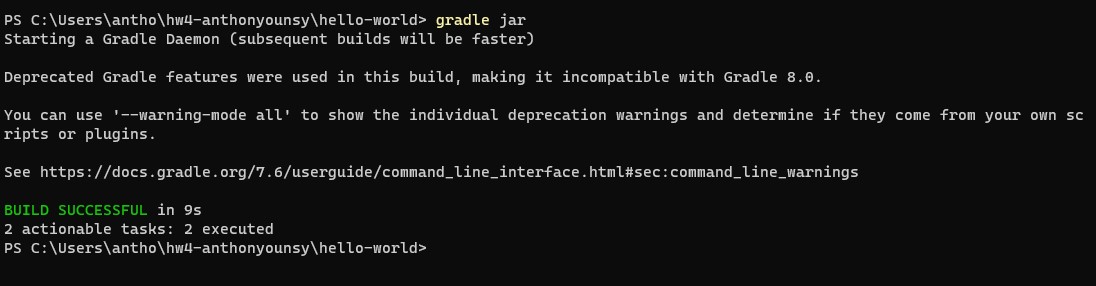 PS C:\Users\antho\hw4-anthonyounsy\hello-world> gradle jar
Starting a Gradle Daemon (subsequent builds will be faster)
Deprecated Gradle features were used in this build, making it incompatible with Gradle 8.0.
You can use '--warning-mode all' to show the individual deprecation warnings and determine if they come from your own sc
ripts or plugins.
See https://docs.gradle.org/7.6/userguide/command_line_interface.html#sec:command_line_warnings
BUILD SUCCESSFUL in 9s
2 actionable tasks: 2 executed
PS C:\Users\antho\hw4-anthonyounsy\hello-world>